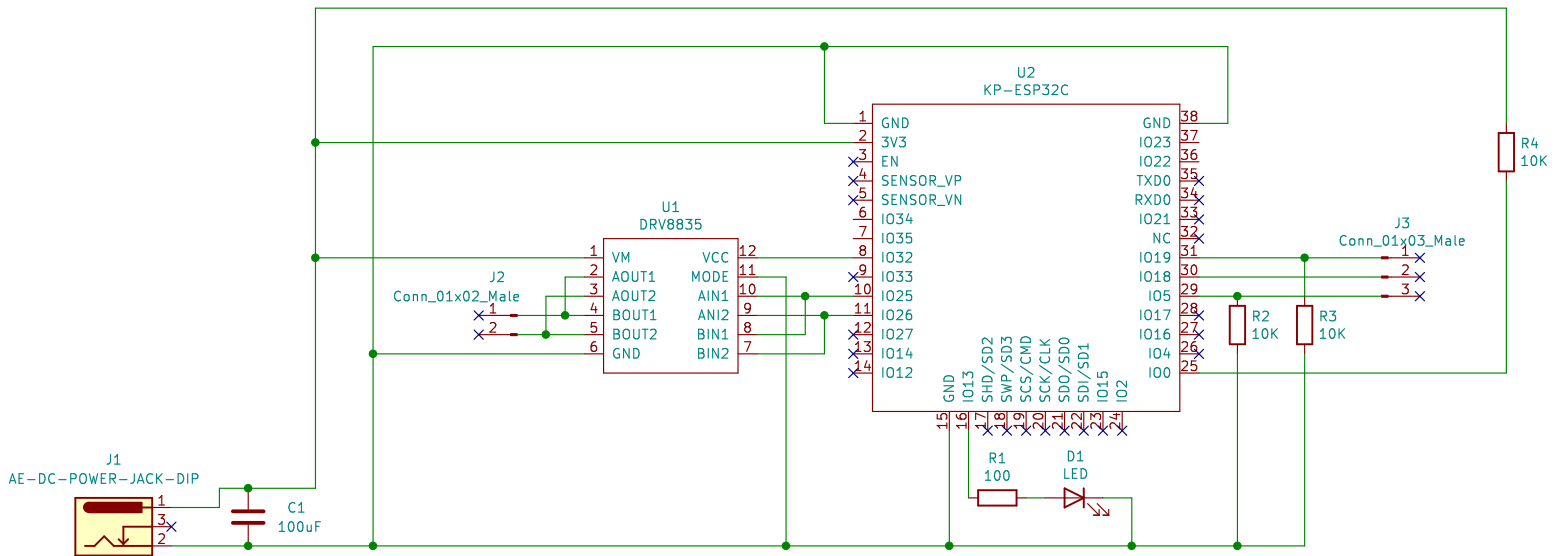 U2
KP-ESP32C
1 GND
2 3V3
3 EN
4 SENSOR_VP
5 SENSOR_VN
6 IO34
7 IO35
8 IO32
9 IO33
10 IO25
11 IO26
12 IO27
13 IO14
14 IO12
GND 38
IO23 37
IO22 36
TXD0 35
RXD0 34
IO21 33
NC 32
IO19 31
IO18 30
IO5 29
IO17 28
IO16 27
IO4 26
IO0 25
15 GND
16 IO13
17 SHD/SD2
18 SWP/SD3
19 SCS/CMD
20 SCK/CLK
21 SDO/SD0
22 SDI/SD1
23 IO15
24 IO2
R4
10K
U1
DRV8835
1 VM
2 AOUT1
3 AOUT2
4 BOUT1
5 BOUT2
6 GND
VCC 12
MODE 11
AIN1 10
ANI2 9
BIN1 8
BIN2 7
J2
Conn_01x02_Male
1
2
J3
Conn_01x03_Male
1
2
3
R2
10K
R3
10K
R1
100
D1
LED
J1
AE-DC-POWER-JACK-DIP
1
3
2
C1
100uF